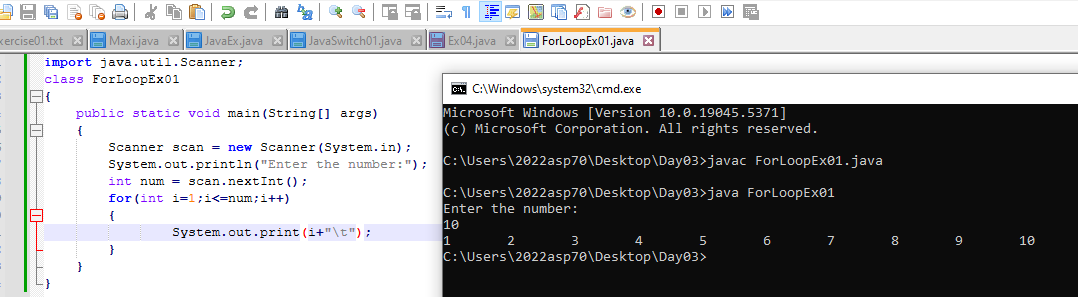 xercise01.txt Maxi.java JavaEx.java JavaSwitch01.java Ex04.java ForLoopEx01.java
import java.util.Scanner;
class ForLoopEx01
{
public static void main(String[] args)
{
Scanner scan = new Scanner(System.in);
System.out.println("Enter the number:");
int num = scan.nextInt();
for(int i=1;i<=num;i++)
{
System.out.print(i+"\t");
}
}
}
C:\Windows\system32\cmd.exe
Microsoft Windows [Version 10.0.19045.5371]
(c) Microsoft Corporation. All rights reserved.
C:\Users\2022asp70\Desktop\Day03>javac ForLoopEx01.java
C:\Users\2022asp70\Desktop\Day03>java ForLoopEx01
Enter the number:
10
1 2 3 4 5 6 7 8 9 10
C:\Users\2022asp70\Desktop\Day03>